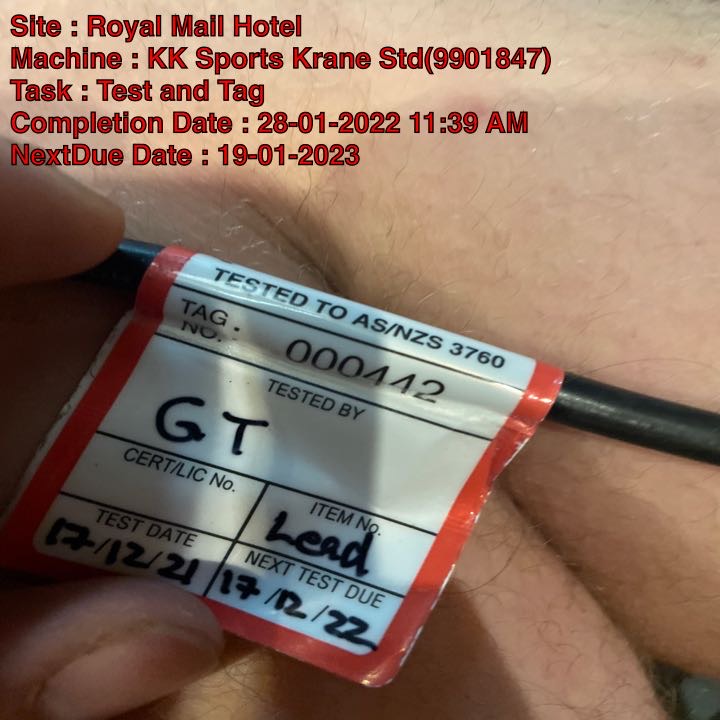 Site : Royal Mail Hotel
Machine : KK Sports Krane Std(9901847)
Task : Test and Tag
Completion Date : 28-01-2022 11:39 AM
NextDue Date : 19-01-2023
TESTED TO AS/NZS 3760
TAG NO. : 000442
TESTED BY
GT
CERT/LIC No.
ITEM No.
Lead
TEST DATE
17/12/21
NEXT TEST DUE
17/12/22